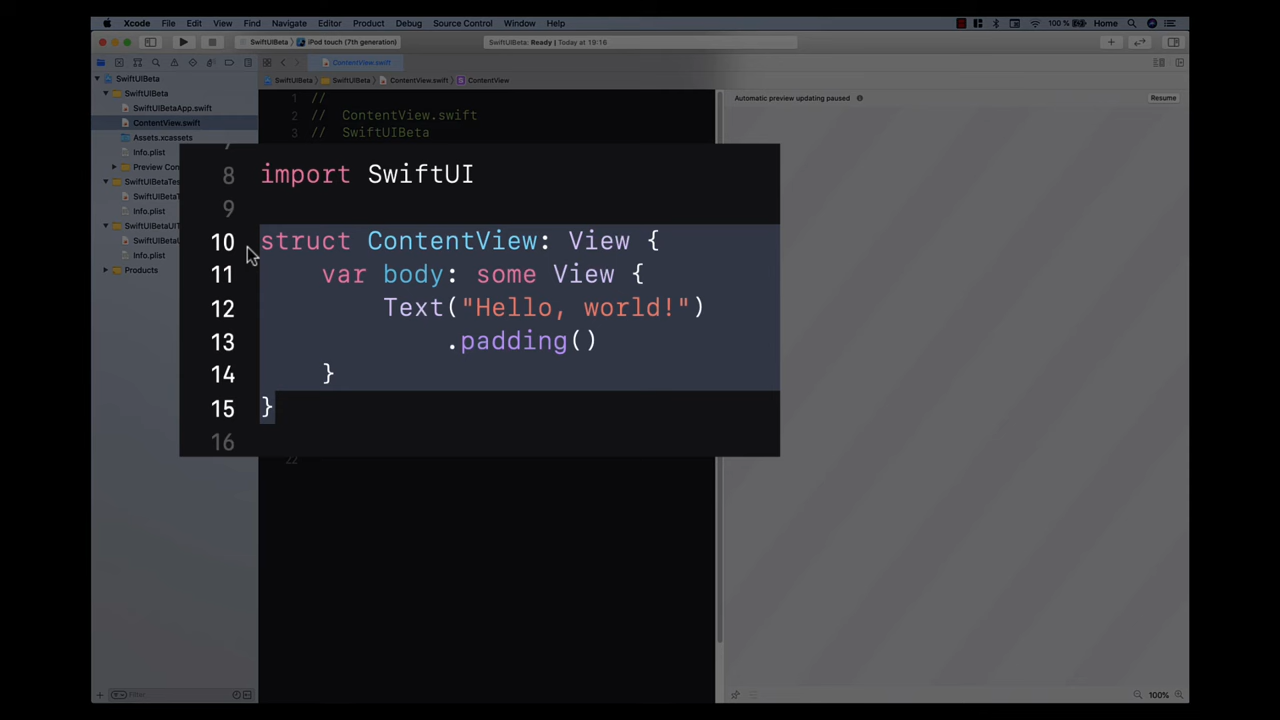 Xcode File Edit View Find Navigate Editor Product Debug Source Control Window Help 100 % Home
SwiftUIBeta iPod touch (7th generation) SwiftUIBeta: Ready | Today at 19:16
ContentView.swift
SwiftUIBeta SwiftUIBeta ContentView.swift ContentView
SwiftUIBeta
SwiftUIBeta
SwiftUIBetaApp.swift
ContentView.swift
Assets.xcassets
Info.plist
Preview Con
SwiftUIBetaTes
SwiftUIBetaT
Info.plist
SwiftUIBetaUIT
SwiftUIBetaU
Info.plist
Products
Filter
1 //
2 // ContentView.swift
3 // SwiftUIBeta
8 import SwiftUI
9
10 struct ContentView: View {
11 var body: some View {
12 Text("Hello, world!")
13 .padding()
14 }
15 }
16
22
Automatic preview updating paused Resume
100%